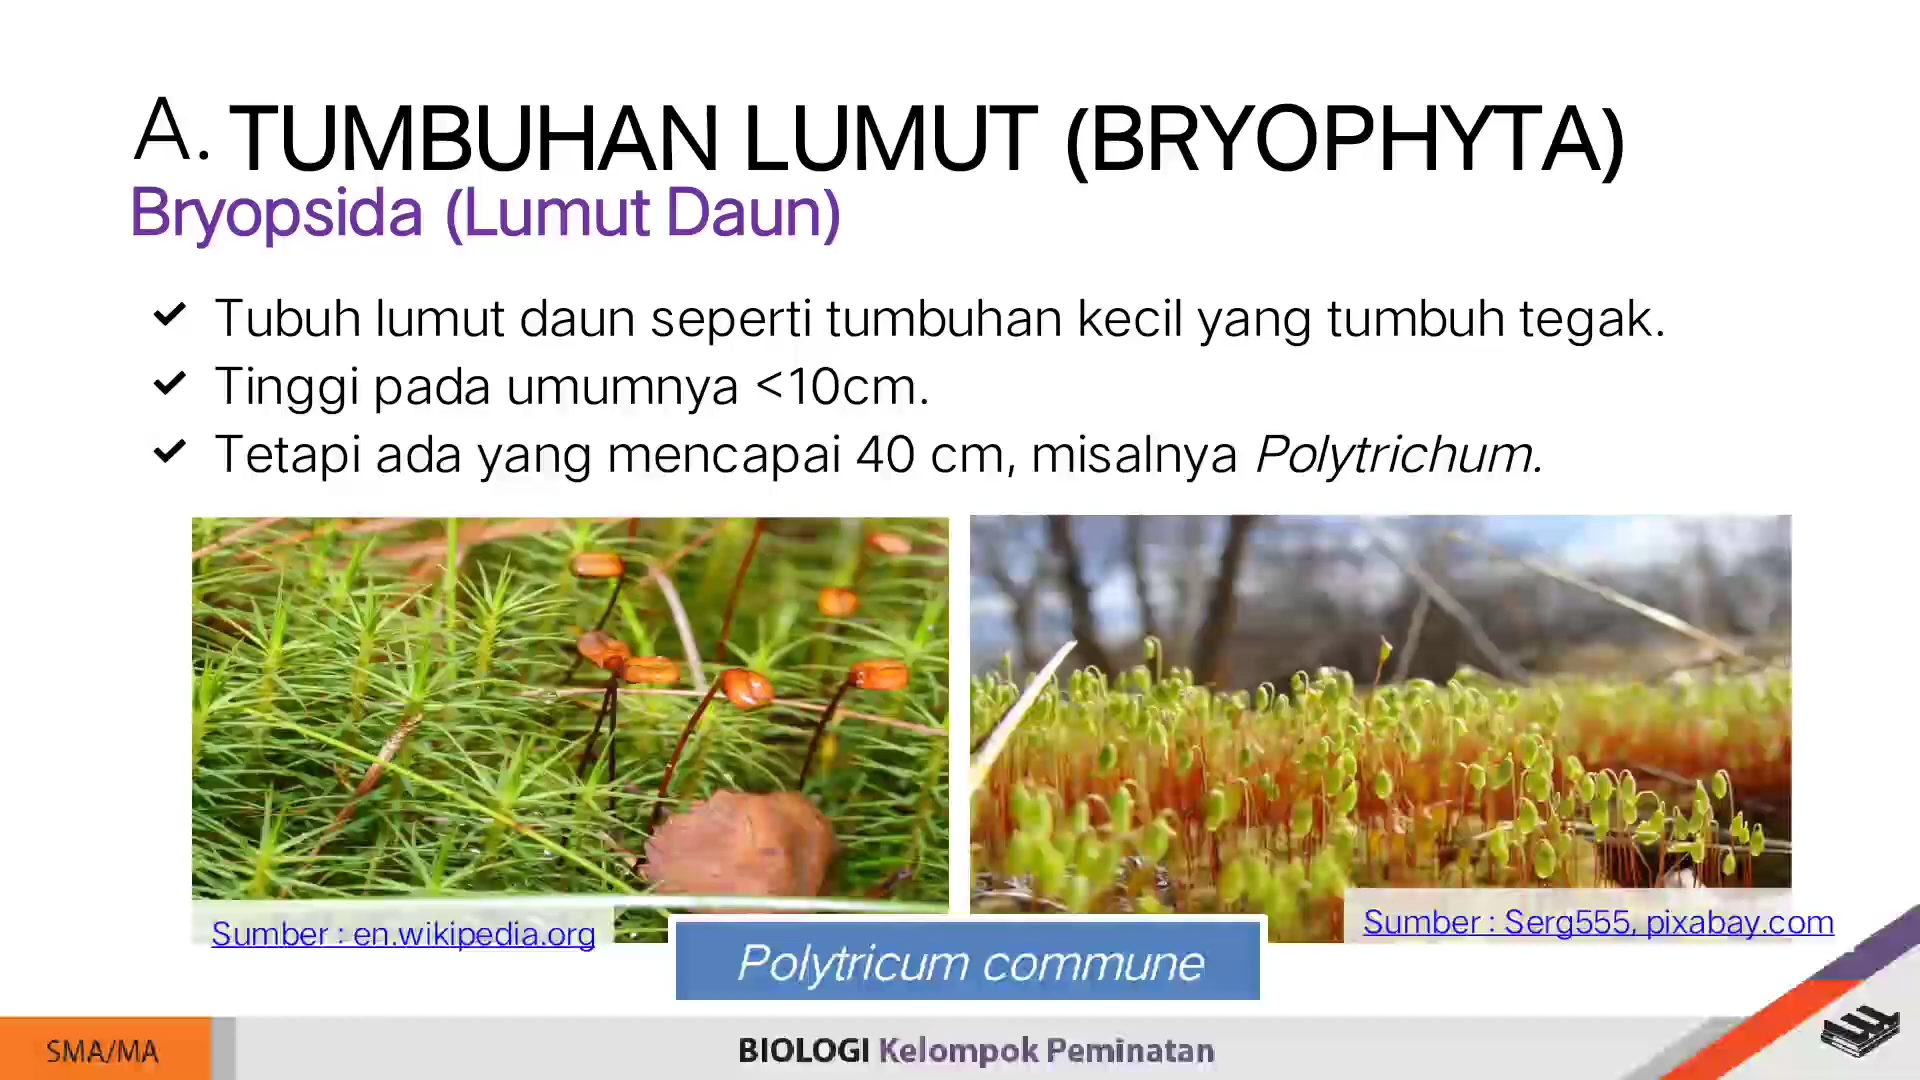 A. TUMBUHAN LUMUT (BRYOPHYTA)
Bryopsida (Lumut Daun)
✔ Tubuh lumut daun seperti tumbuhan kecil yang tumbuh tegak.
✔ Tinggi pada umumnya <10cm.
✔ Tetapi ada yang mencapai 40 cm, misalnya Polytrichum.
Sumber : en.wikipedia.org
Sumber : Serg555, pixabay.com
Polytricum commune
SMA/MA
BIOLOGI Kelompok Peminatan